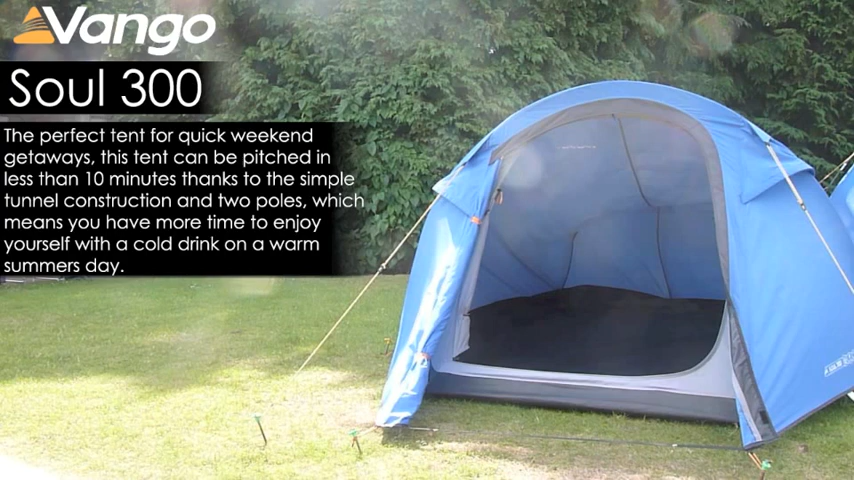 Vango
Soul 300
The perfect tent for quick weekend
getaways, this tent can be pitched in
less than 10 minutes thanks to the simple
tunnel construction and two poles, which
means you have more time to enjoy
yourself with a cold drink on a warm
summers day.